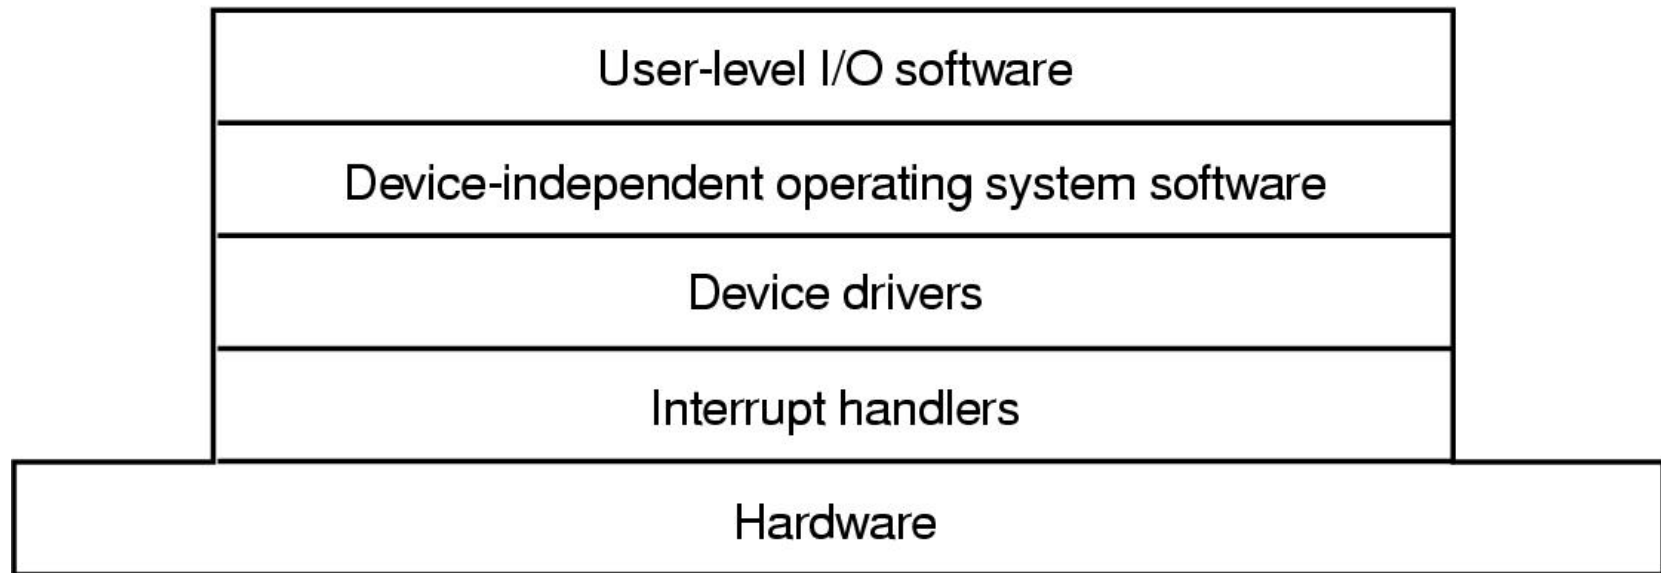 User-level I/O software
Device-independent operating system software
Device drivers
Interrupt handlers
Hardware